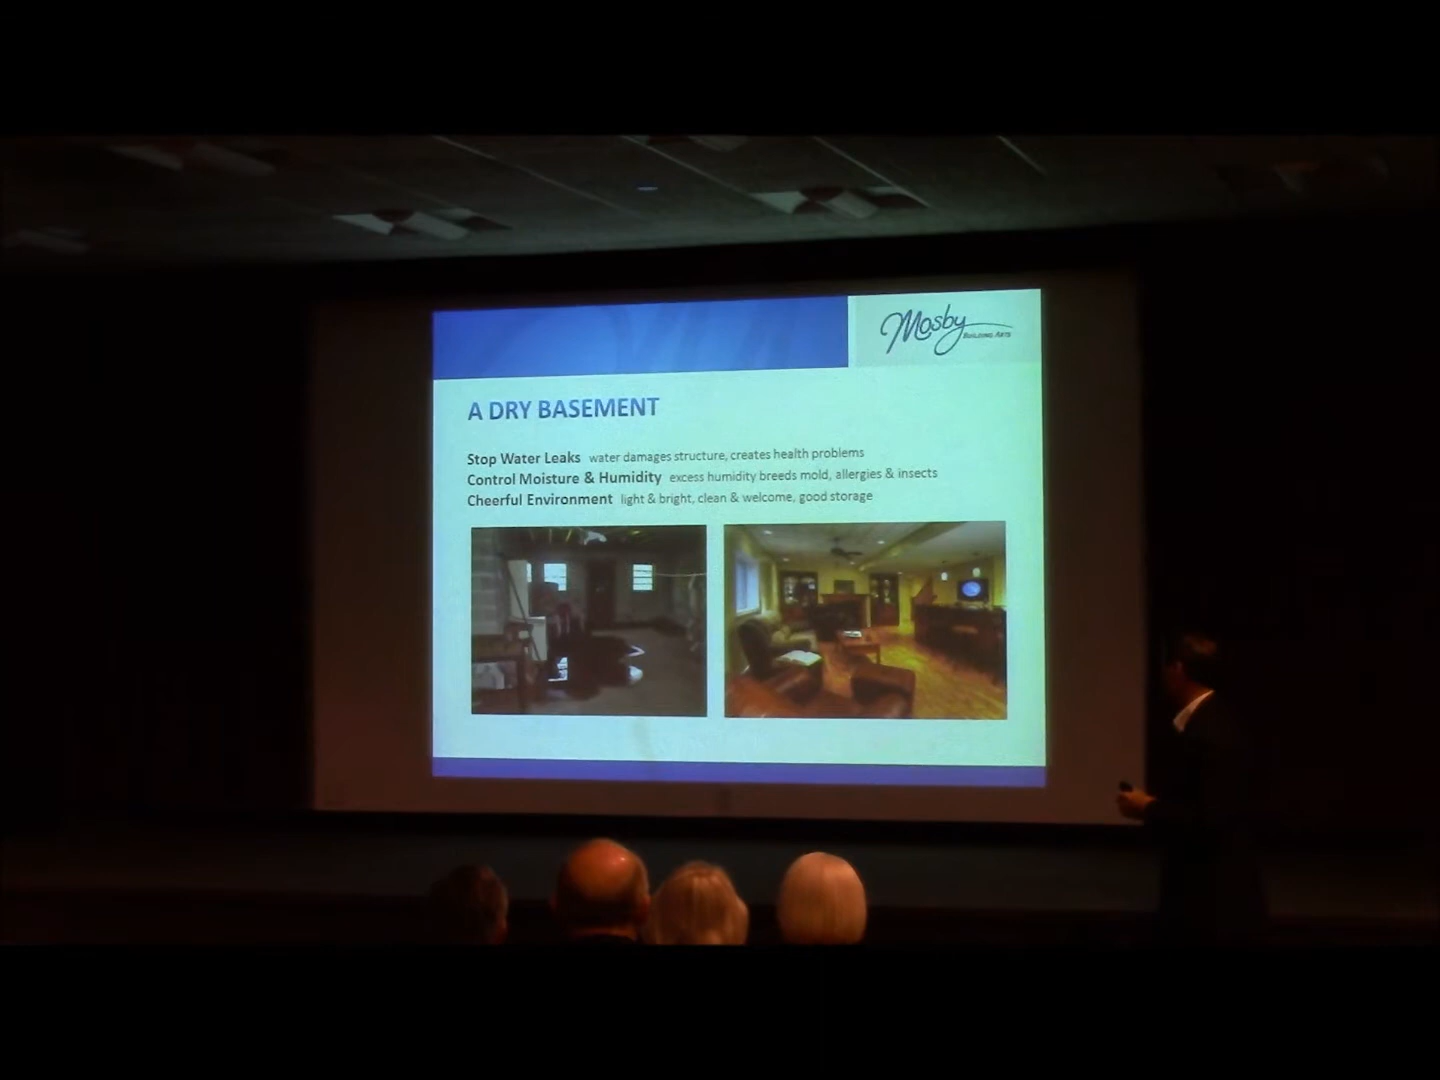 Mosby
BUILDING ARTS
A DRY BASEMENT
Stop Water Leaks water damages structure, creates health problems
Control Moisture & Humidity excess humidity breeds mold, allergies & insects
Cheerful Environment light & bright, clean & welcome, good storage